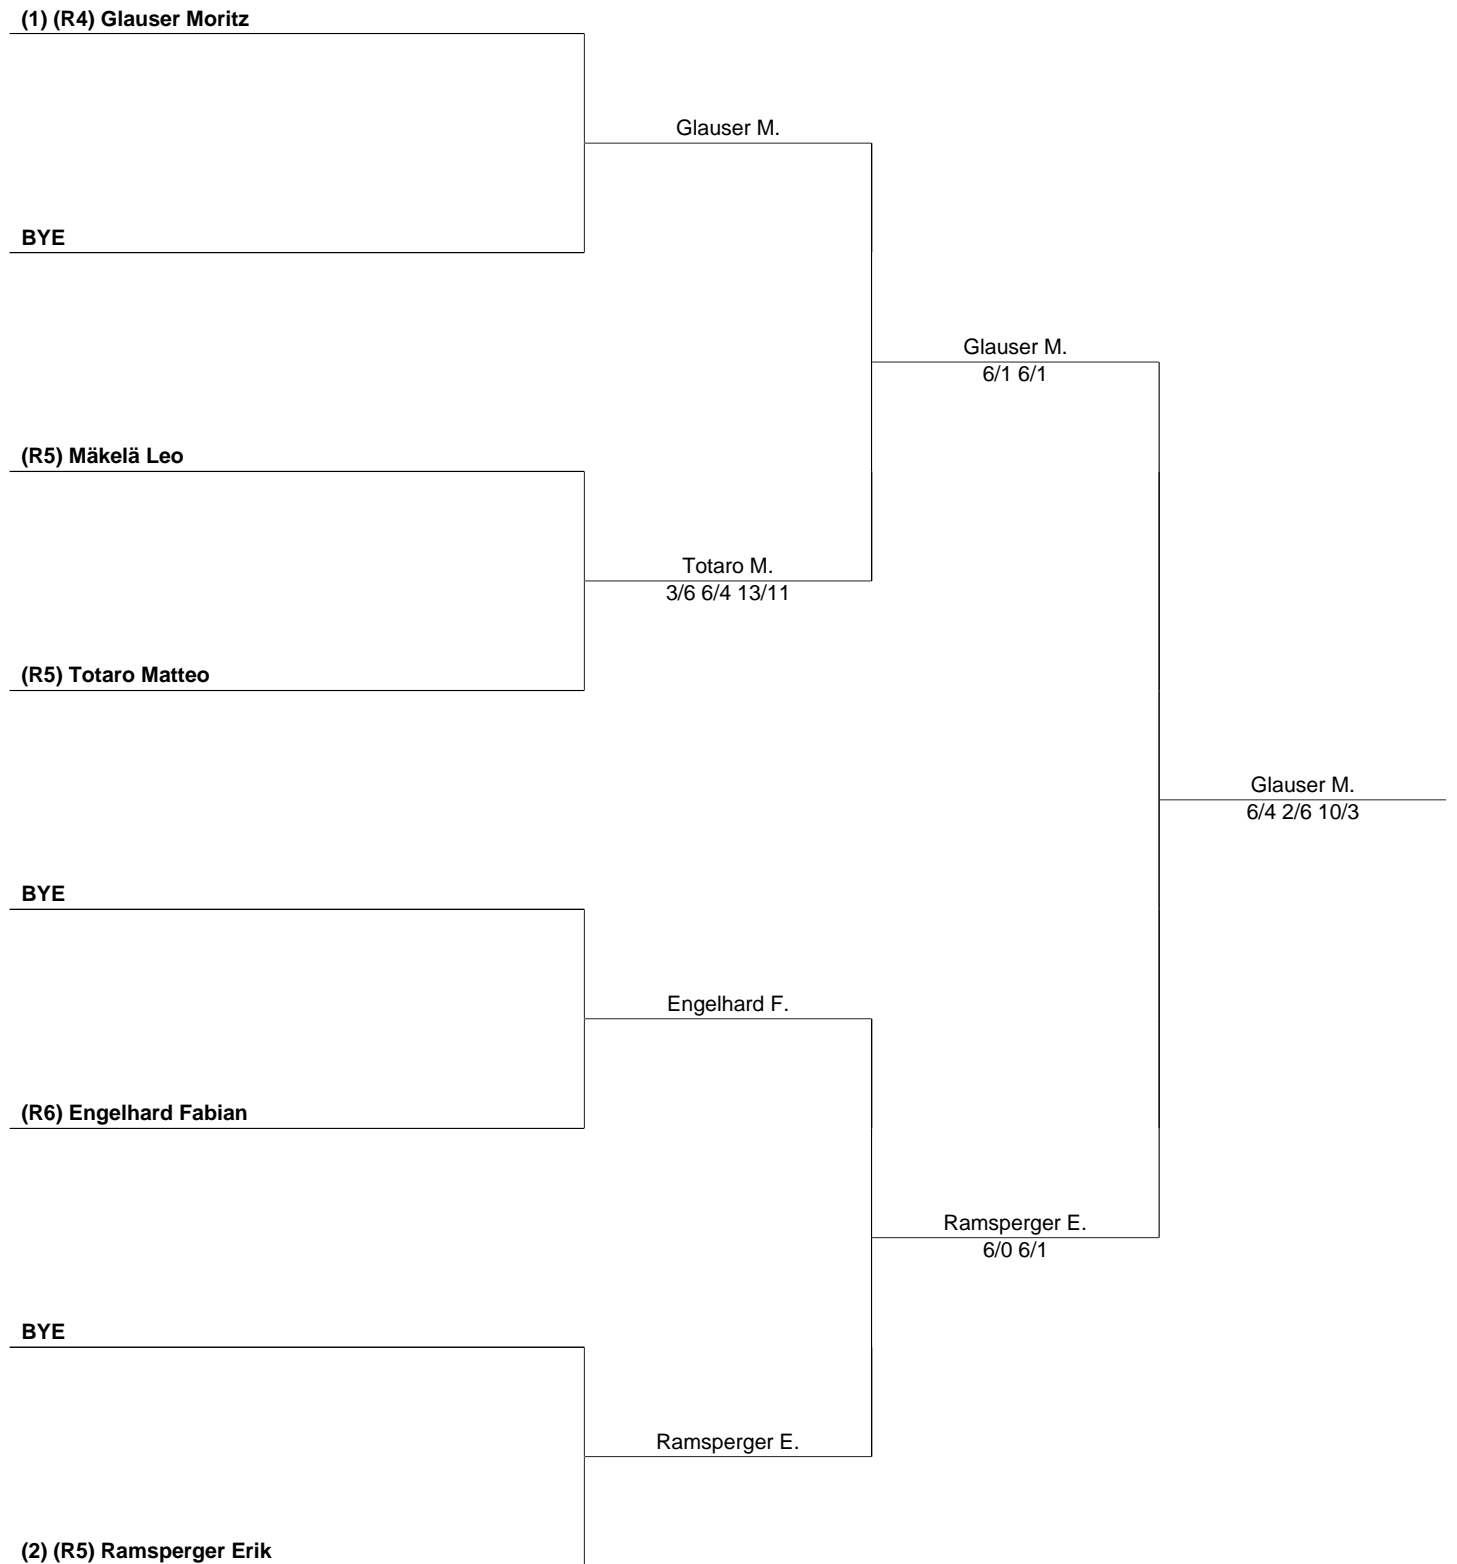 (1) (R4) Glauser Moritz
Glauser M.
BYE
Glauser M.
6/1 6/1
(R5) Mäkelä Leo
Totaro M.
3/6 6/4 13/11
(R5) Totaro Matteo
Glauser M.
6/4 2/6 10/3
BYE
Engelhard F.
(R6) Engelhard Fabian
Ramsperger E.
6/0 6/1
BYE
Ramsperger E.
(2) (R5) Ramsperger Erik